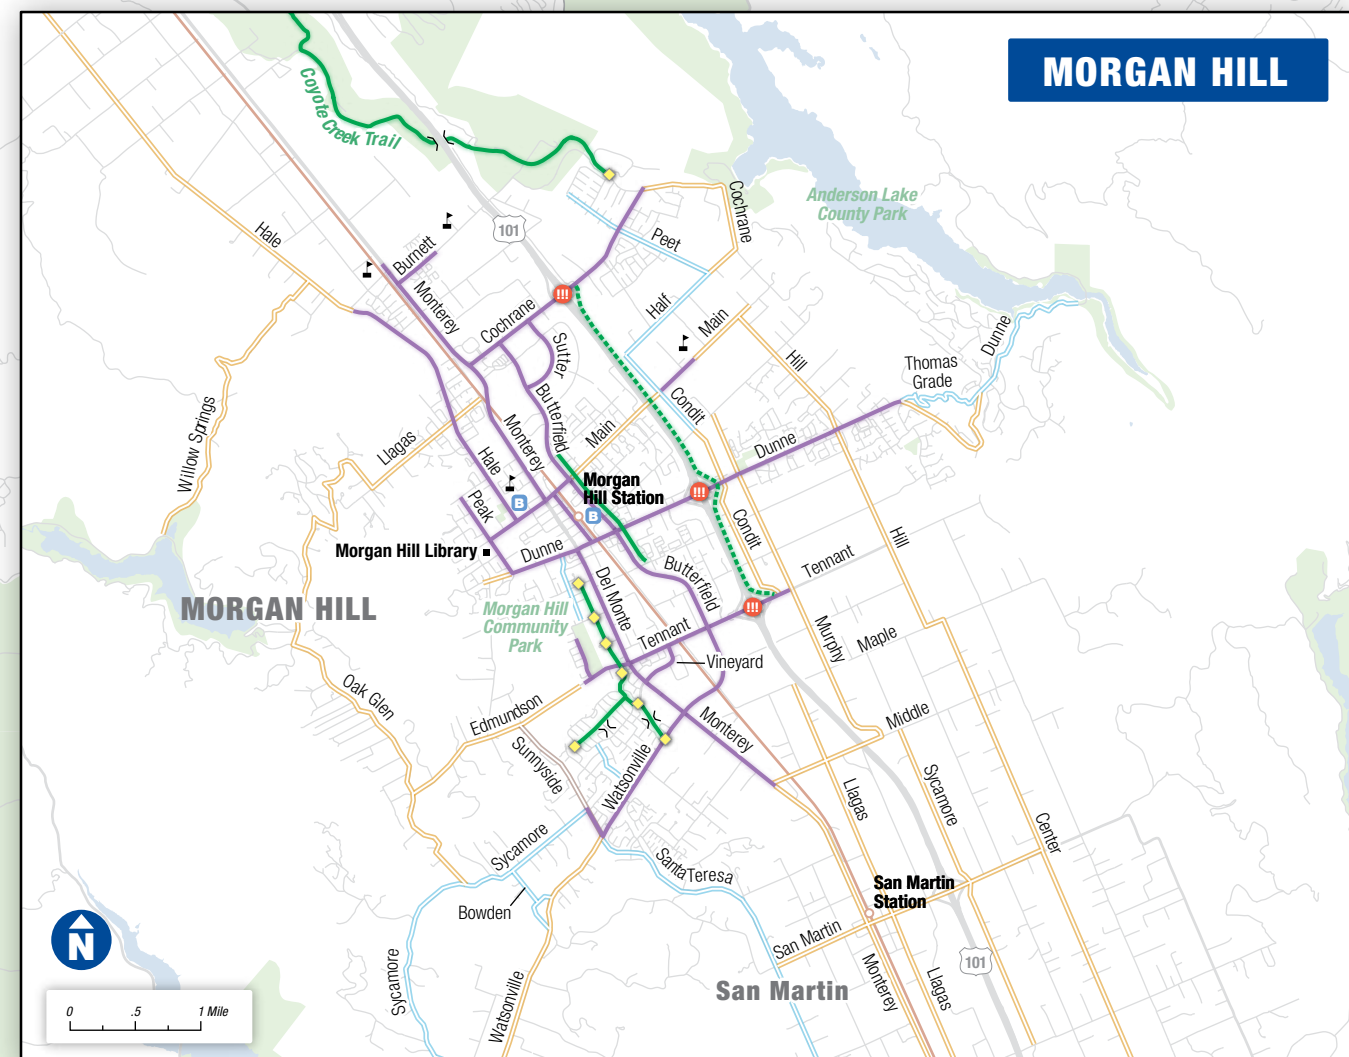 MORGAN HILL
Coyote Creek Trail
Anderson Lake
County Park
Cochrane
101
Hale
Peet
Burnett
Monterey
Half
Cochrane
Main
Sutter
Hill
Dunne
Thomas
Grade
Willow Springs
Llagas
Butterfield
Condit
Monterey
Main
Dunne
Hale
Morgan
Hill Station
B
B
Peak
Condit
Hill
Morgan Hill Library
Dunne
Tennant
Butterfield
Del Monte
MORGAN HILL
Morgan Hill
Community
Park
Tennant
Murphy
Maple
Vineyard
Oak Glen
Edmundson
Middle
Monterey
Sunnyside
Watsonville
Llagas
Sycamore
Center
Sycamore
Santa Teresa
San Martin
Station
Bowden
San Martin
101
N
Sycamore
Watsonville
San Martin
Monterey
Llagas
0 .5 1 Mile
!!!
!!!
!!!